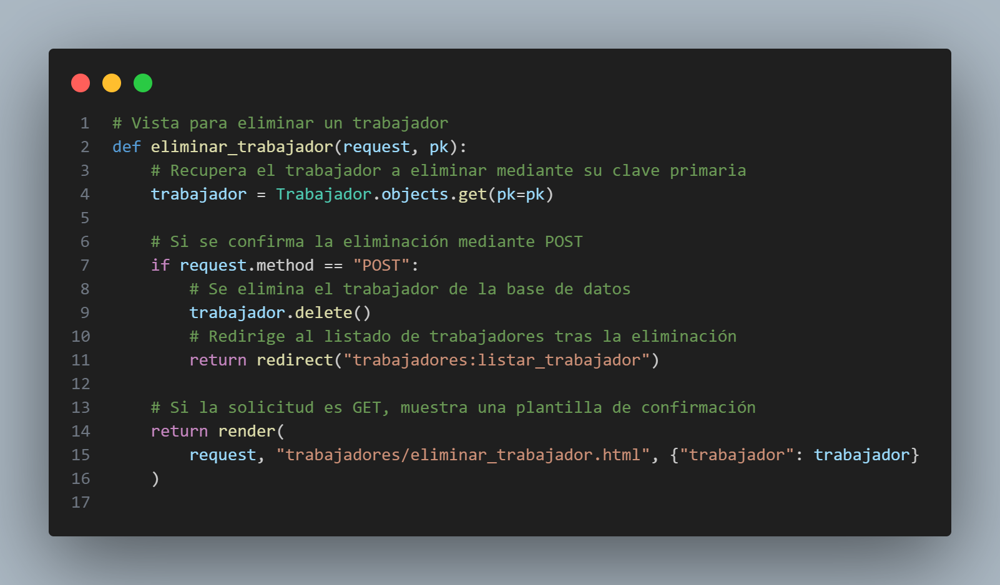 1 # Vista para eliminar un trabajador
2 def eliminar_trabajador(request, pk):
3     # Recupera el trabajador a eliminar mediante su clave primaria
4     trabajador = Trabajador.objects.get(pk=pk)
5
6     # Si se confirma la eliminación mediante POST
7     if request.method == "POST":
8         # Se elimina el trabajador de la base de datos
9         trabajador.delete()
10         # Redirige al listado de trabajadores tras la eliminación
11         return redirect("trabajadores:listar_trabajador")
12
13     # Si la solicitud es GET, muestra una plantilla de confirmación
14     return render(
15         request, "trabajadores/eliminar_trabajador.html", {"trabajador": trabajador}
16     )
17